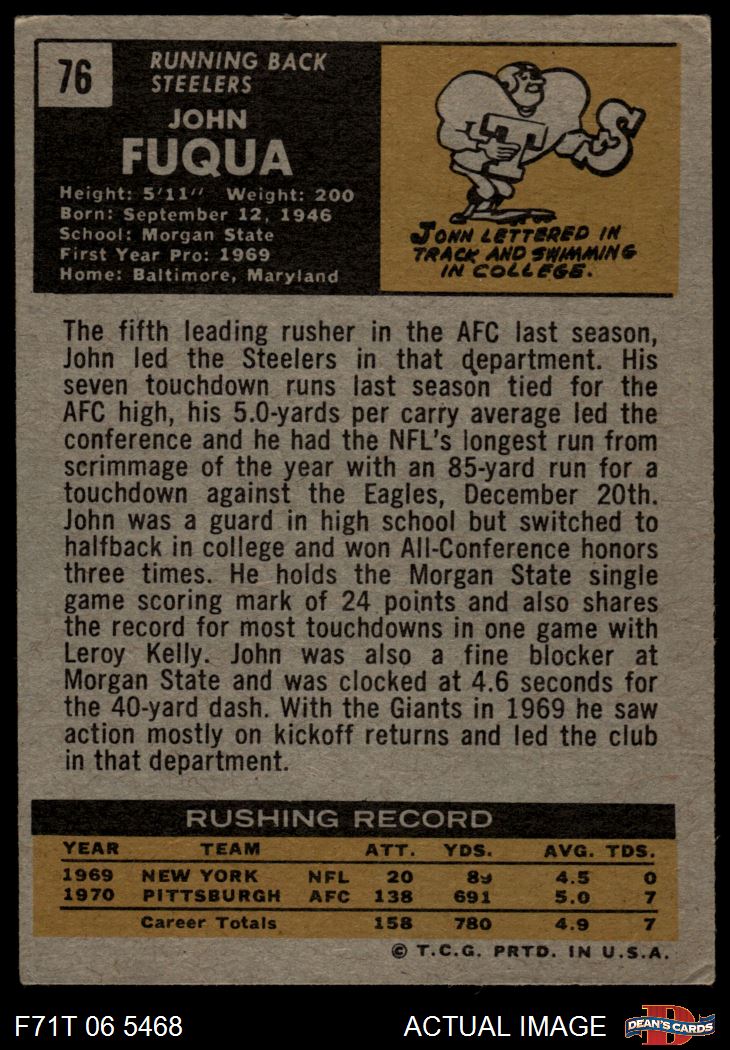 76
RUNNING BACK
STEELERS
JOHN
FUQUA
Height: 5'11" Weight: 200
Born: September 12, 1946
School: Morgan State
First Year Pro: 1969
Home: Baltimore, Maryland
T S
JOHN LETTERED IN
TRACK AND SWIMMING
IN COLLEGE.
The fifth leading rusher in the AFC last season,
John led the Steelers in that department. His
seven touchdown runs last season tied for the
AFC high, his 5.0-yards per carry average led the
conference and he had the NFL's longest run from
scrimmage of the year with an 85-yard run for a
touchdown against the Eagles, December 20th.
John was a guard in high school but switched to
halfback in college and won All-Conference honors
three times. He holds the Morgan State single
game scoring mark of 24 points and also shares
the record for most touchdowns in one game with
Leroy Kelly. John was also a fine blocker at
Morgan State and was clocked at 4.6 seconds for
the 40-yard dash. With the Giants in 1969 he saw
action mostly on kickoff returns and led the club
in that department.
RUSHING RECORD
YEAR TEAM ATT. YDS. AVG. TDS.
1969 NEW YORK NFL 20 89 4.5 0
1970 PITTSBURGH AFC 138 691 5.0 7
Career Totals 158 780 4.9 7
© T.C.G. PRTD. IN U.S.A.
F71T 06 5468 ACTUAL IMAGE D DEAN'S CARDS